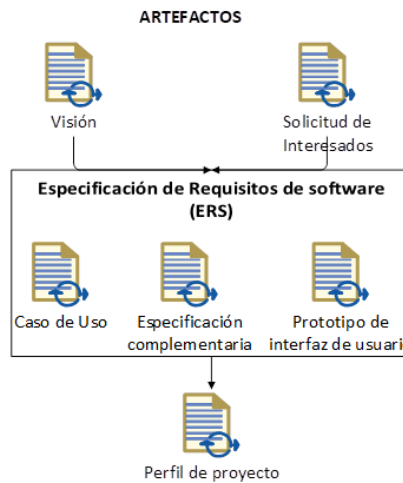 ARTEFACTOS
Visión
Solicitud de
Interesados
Especificación de Requisitos de software
(ERS)
Caso de Uso
Especificación
complementaria
Prototipo de
interfaz de usuari
Perfil de proyecto